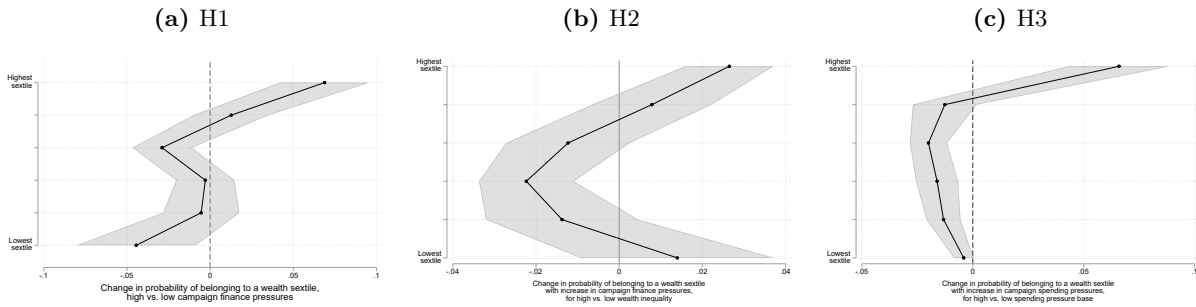 (a) H1
(b) H2
(c) H3
Highest
sextile
Lowest
sextile
-.1
-.05
0
.05
.1
Change in probability of belonging to a wealth sextile,
high vs. low campaign finance pressures
Highest
sextile
Lowest
sextile
-.04
-.02
0
.02
.04
Change in probability of belonging to a wealth sextile
with increase in campaign finance pressures,
for high vs. low wealth inequality
Highest
sextile
Lowest
sextile
-.05
0
.05
.1
Change in probability of belonging to a wealth sextile
with increase in campaign spending pressures,
for high vs. low spending pressure base